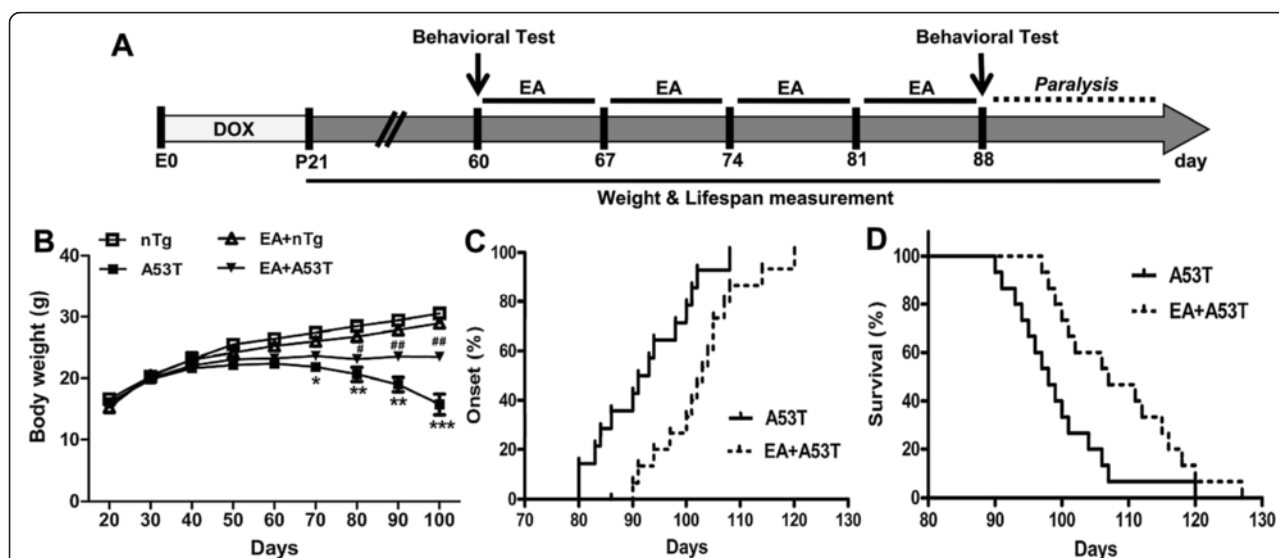 A
Behavioral Test Behavioral Test
EA EA EA EA Paralysis
DOX
E0 P21 60 67 74 81 88 day
Weight & Lifespan measurement
B
nTg EA+nTg
A53T EA+A53T
Body weight (g)
40
30
20
10
0
# ## ##
* ** ** ***
20 30 40 50 60 70 80 90 100
Days
C
Onset (%)
100
80
60
40
20
0
A53T
EA+A53T
70 80 90 100 110 120 130
Days
D
Survival (%)
100
80
60
40
20
0
A53T
EA+A53T
80 90 100 110 120 130
Days